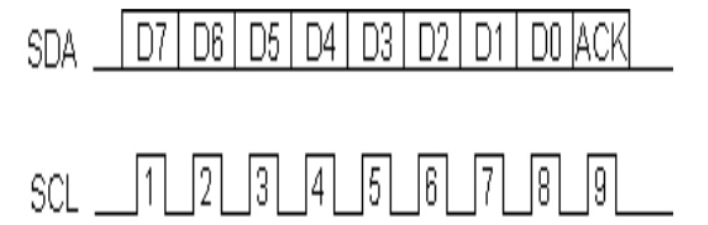 SDA D7 D6 D5 D4 D3 D2 D1 D0 ACK
SCL 1 2 3 4 5 6 7 8 9